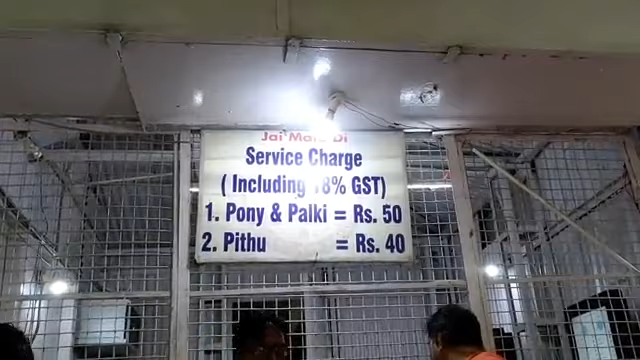 Jai Mata Di
Service Charge
( Including 18% GST)
1. Pony & Palki = Rs. 50
2. Pithu = Rs. 40